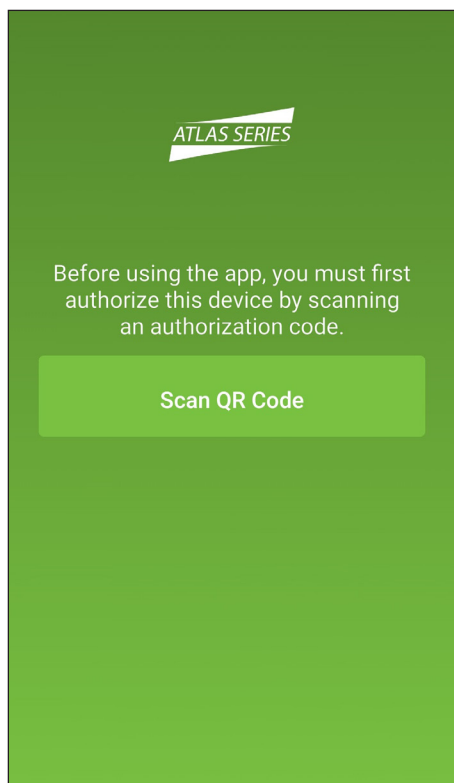 ATLAS SERIES
Before using the app, you must first
authorize this device by scanning
an authorization code.
Scan QR Code